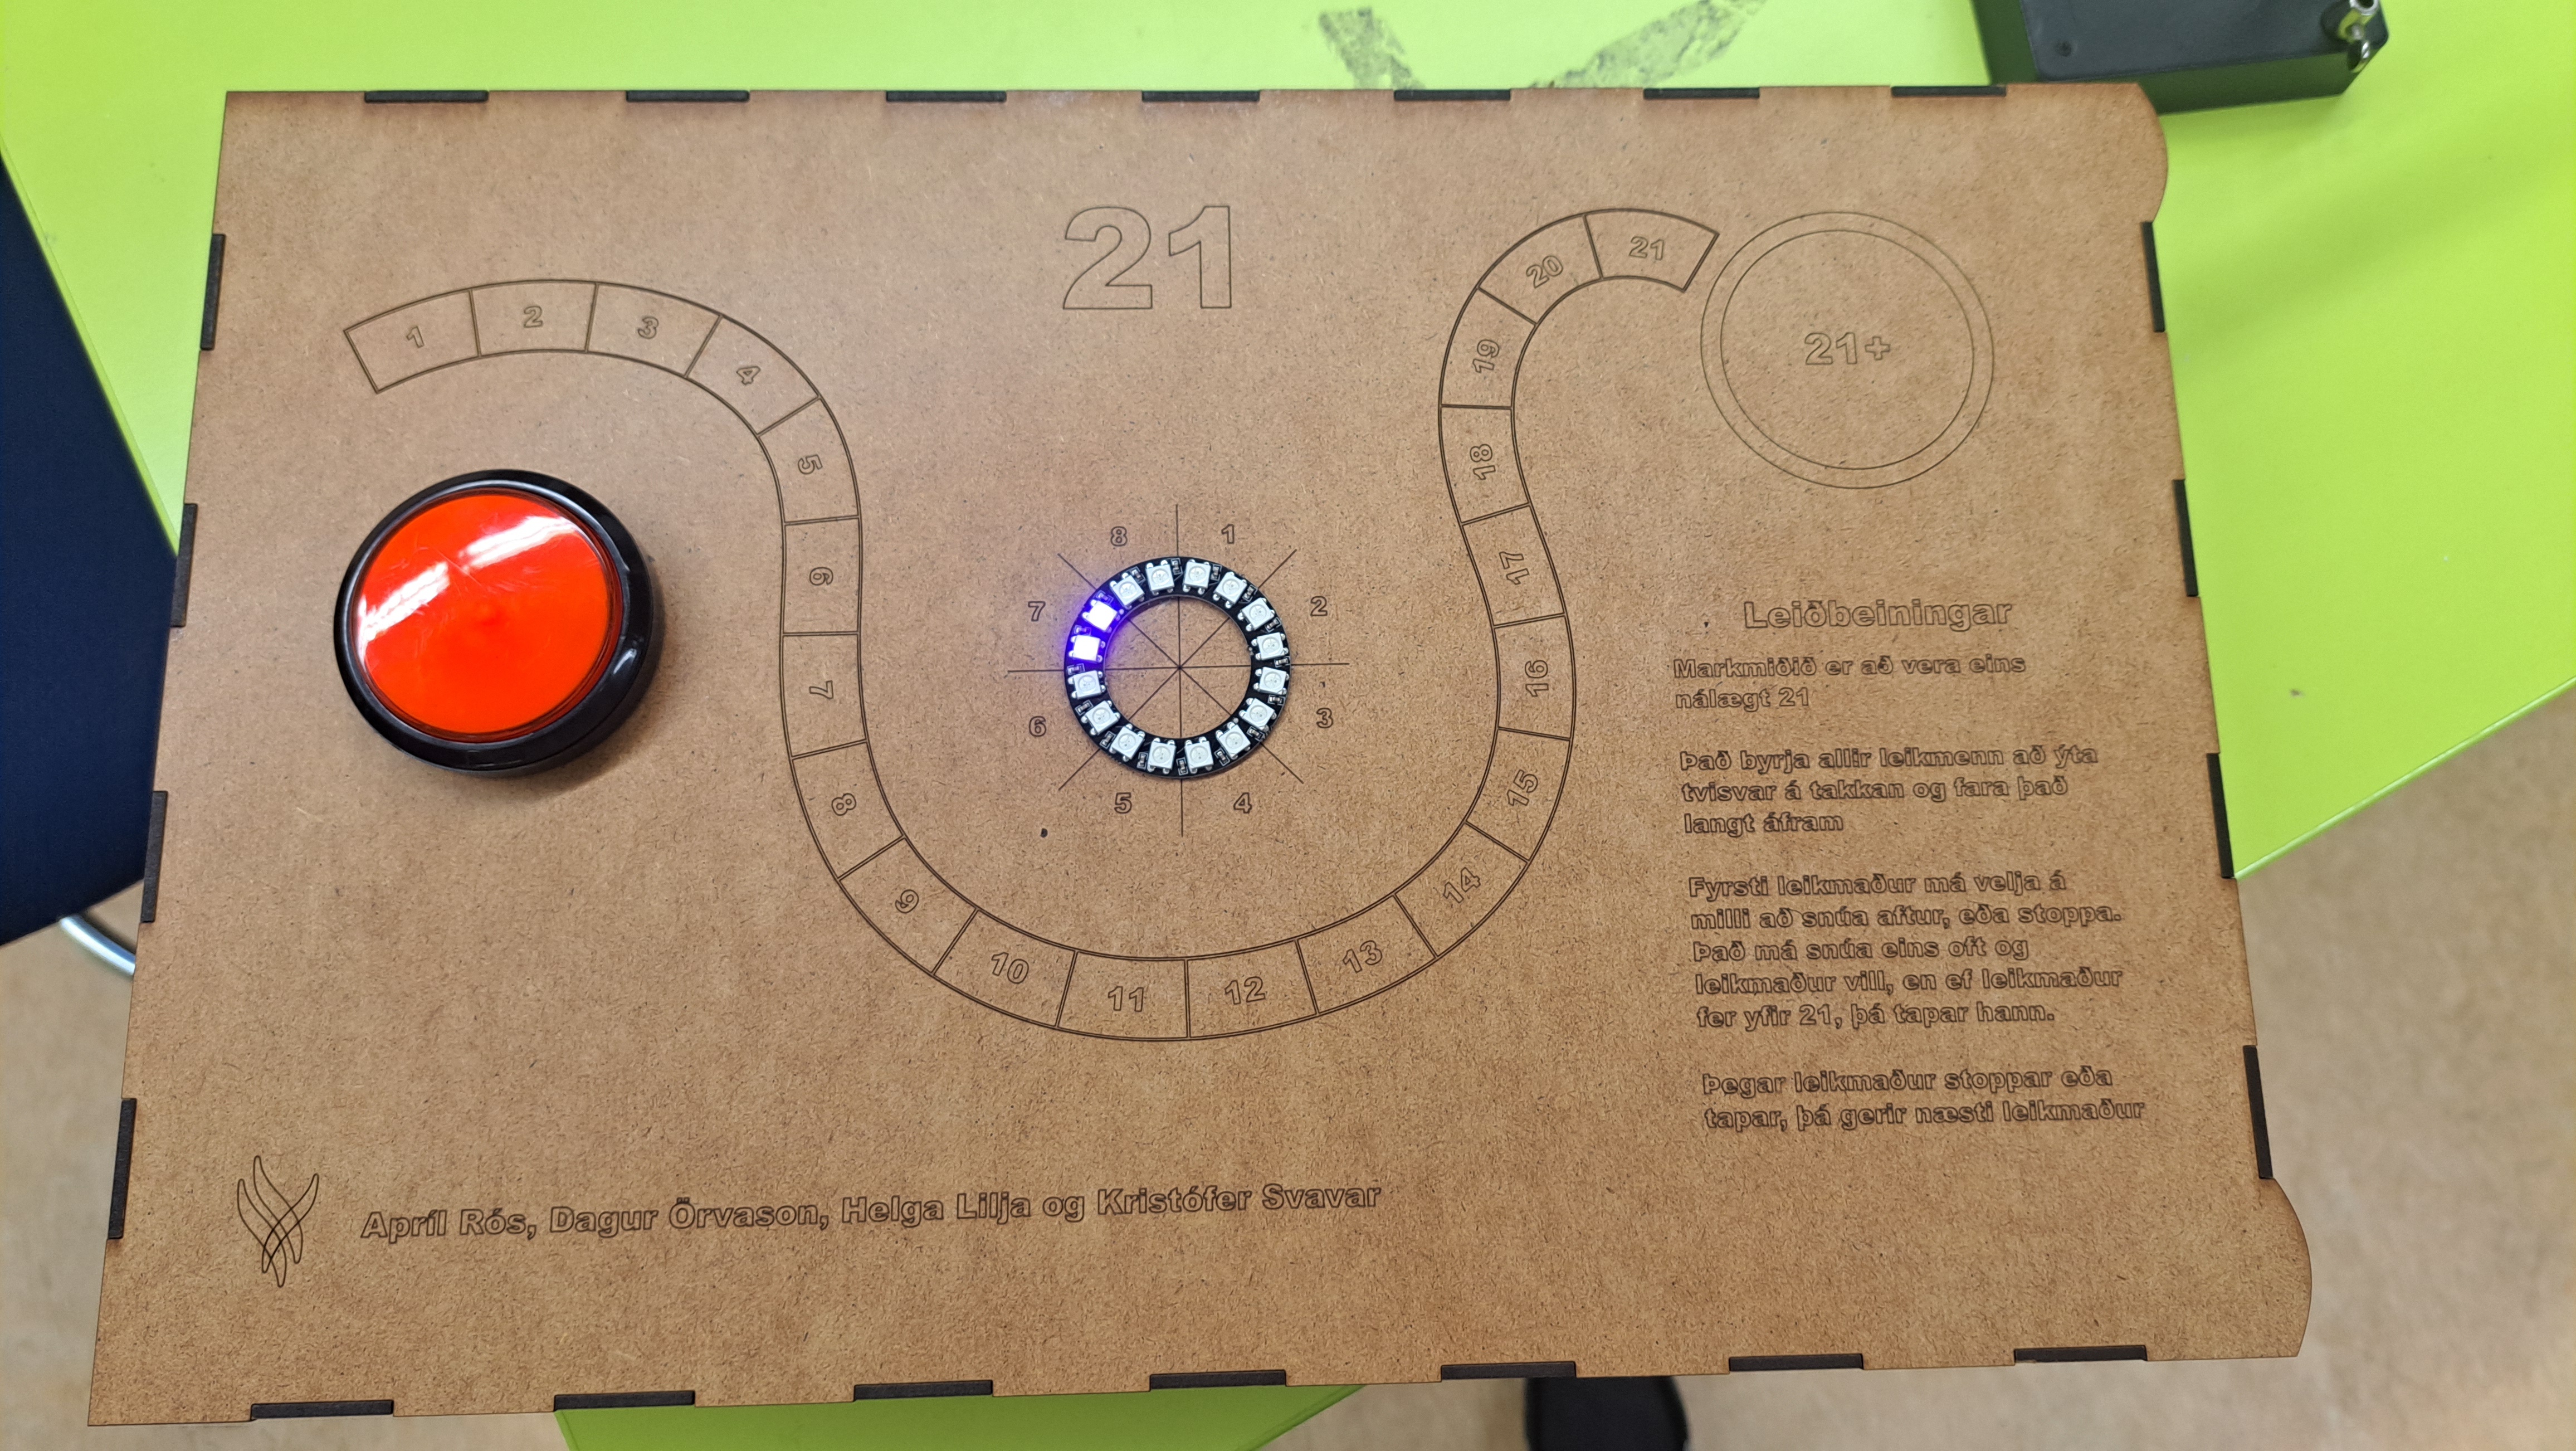 21
1
2
3
4
5
6
7
8
9
10
11
12
13
14
15
16
17
18
19
20
21
21+
8
1
7
2
6
3
5
4
Leiðbeiningar
Markmiðið er að vera eins
nálægt 21
Það byrja allir leikmenn að ýta
tvisvar á takkan og fara það
langt áfram
Fyrsti leikmaður má velja á
milli að snúa aftur, eða stoppa.
Það má snúa eins oft og
leikmaður vill, en ef leikmaður
fer yfir 21, þá tapar hann.
Þegar leikmaður stoppar eða
tapar, þá gerir næsti leikmaður
Apríl Rós, Dagur Örvason, Helga Lilja og Kristófer Svavar